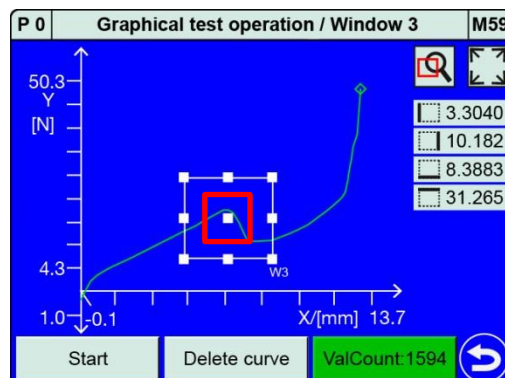 P 0 Graphical test operation / Window 3 M59
50.3
Y
[N]
3.3040
10.182
8.3883
31.265
4.3
W3
1.0 -0.1 X/[mm] 13.7
Start Delete curve ValCount:1594